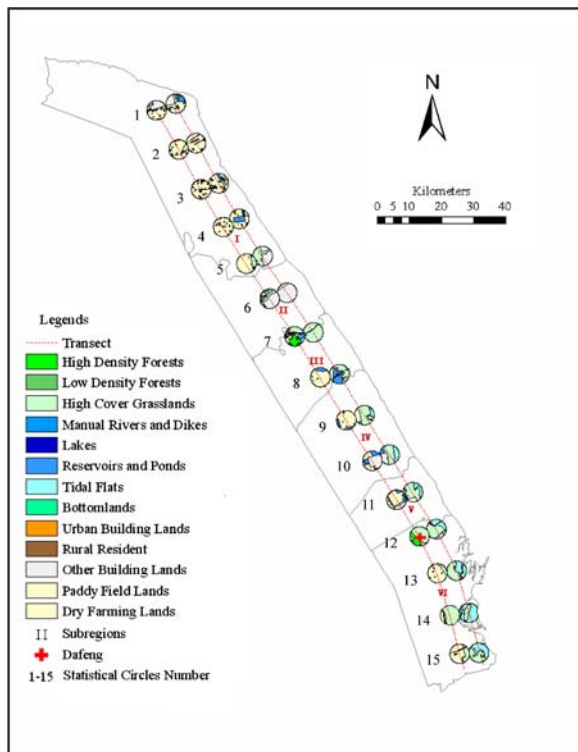 N
Kilometers
0 5 10 20 30 40
1
2
3
4
I
5
6
II
7
III
8
9
IV
10
11
V
12
13
VI
14
15
Legends
Transect
High Density Forests
Low Density Forests
High Cover Grasslands
Manual Rivers and Dikes
Lakes
Reservoirs and Ponds
Tidal Flats
Bottomlands
Urban Building Lands
Rural Resident
Other Building Lands
Paddy Field Lands
Dry Farming Lands
II Subregions
Dafeng
1-15 Statistical Circles Number